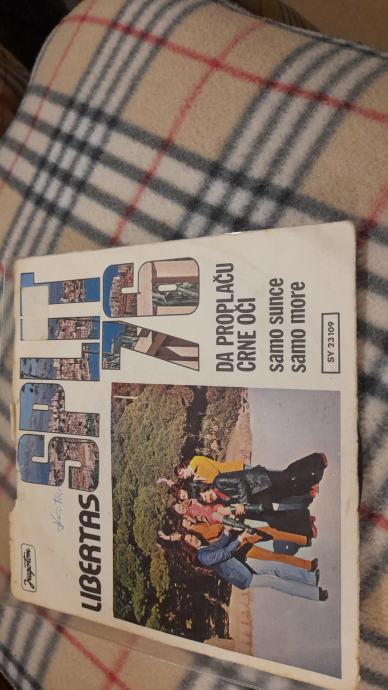 Jugoton
LIBERTAS
SPLIT
'76
DA PROPLAČU
CRNE OČI
samo sunce
samo more
SY 23109